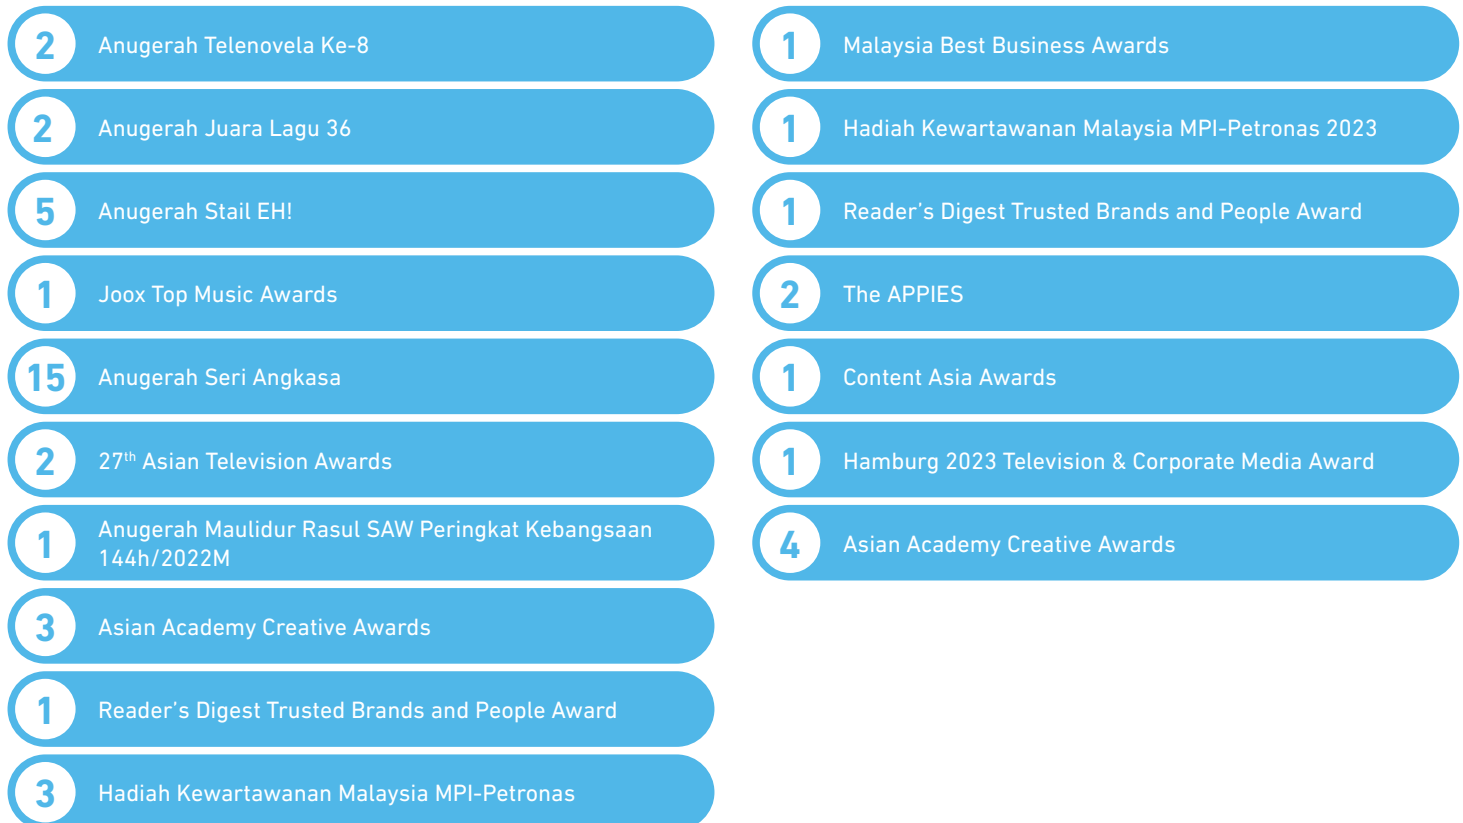 2 Anugerah Telenovela Ke-8
2 Anugerah Juara Lagu 36
5 Anugerah Stail EH!
1 Joox Top Music Awards
15 Anugerah Seri Angkasa
2 27th Asian Television Awards
1 Anugerah Maulidur Rasul SAW Peringkat Kebangsaan
144h/2022M
3 Asian Academy Creative Awards
1 Reader’s Digest Trusted Brands and People Award
3 Hadiah Kewartawanan Malaysia MPI-Petronas
1 Malaysia Best Business Awards
1 Hadiah Kewartawanan Malaysia MPI-Petronas 2023
1 Reader’s Digest Trusted Brands and People Award
2 The APPIES
1 Content Asia Awards
1 Hamburg 2023 Television & Corporate Media Award
4 Asian Academy Creative Awards